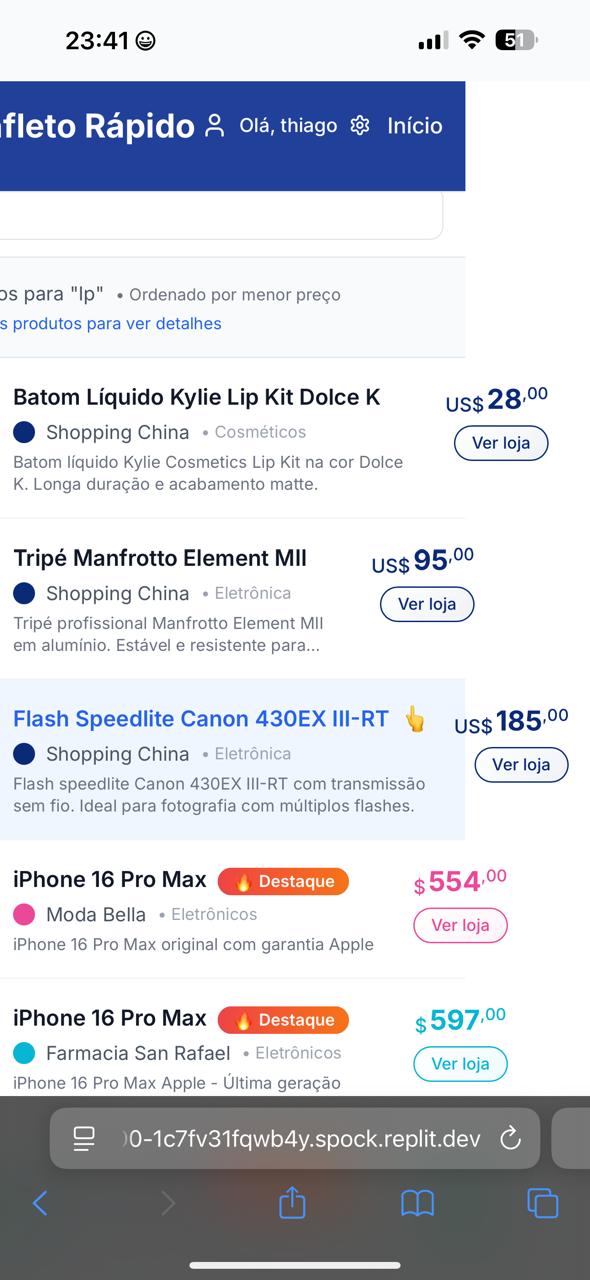 23:41
51
afleto Rápido Olá, thiago Início
os para "lp" • Ordenado por menor preço
s produtos para ver detalhes
Batom Líquido Kylie Lip Kit Dolce K US$28,00
Shopping China • Cosméticos Ver loja
Batom líquido Kylie Cosmetics Lip Kit na cor Dolce
K. Longa duração e acabamento matte.
Tripé Manfrotto Element MII US$95,00
Shopping China • Eletrônica Ver loja
Tripé profissional Manfrotto Element MII
em alumínio. Estável e resistente para...
Flash Speedlite Canon 430EX III-RT 👆 US$185,00
Shopping China • Eletrônica Ver loja
Flash speedlite Canon 430EX III-RT com transmissão
sem fio. Ideal para fotografia com múltiplos flashes.
iPhone 16 Pro Max 🔥 Destaque $554,00
Moda Bella • Eletrônicos Ver loja
iPhone 16 Pro Max original com garantia Apple
iPhone 16 Pro Max 🔥 Destaque $597,00
Farmacia San Rafael • Eletrônicos Ver loja
iPhone 16 Pro Max Apple - Última geração
0-1c7fv31fqwb4y.spock.replit.dev